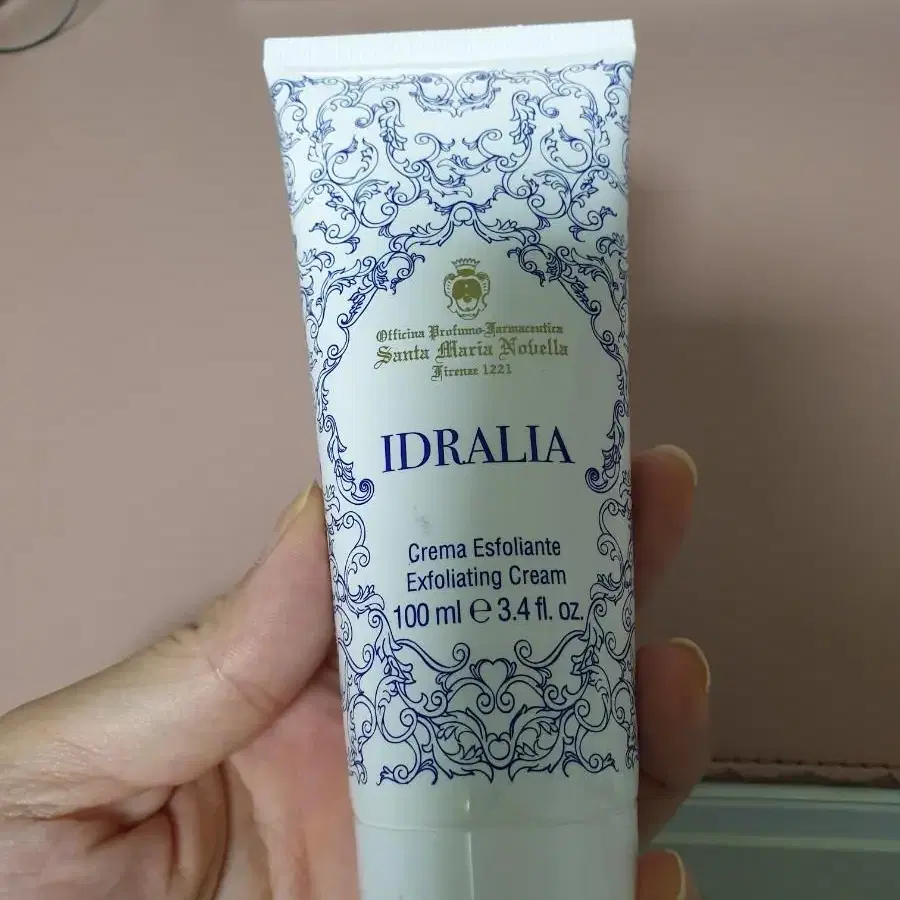 Officina Profumo-Farmaceutica
Santa Maria Novella
Firenze 1221
IDRALIA
Crema Esfoliante
Exfoliating Cream
100 ml ℮ 3.4 fl. oz.